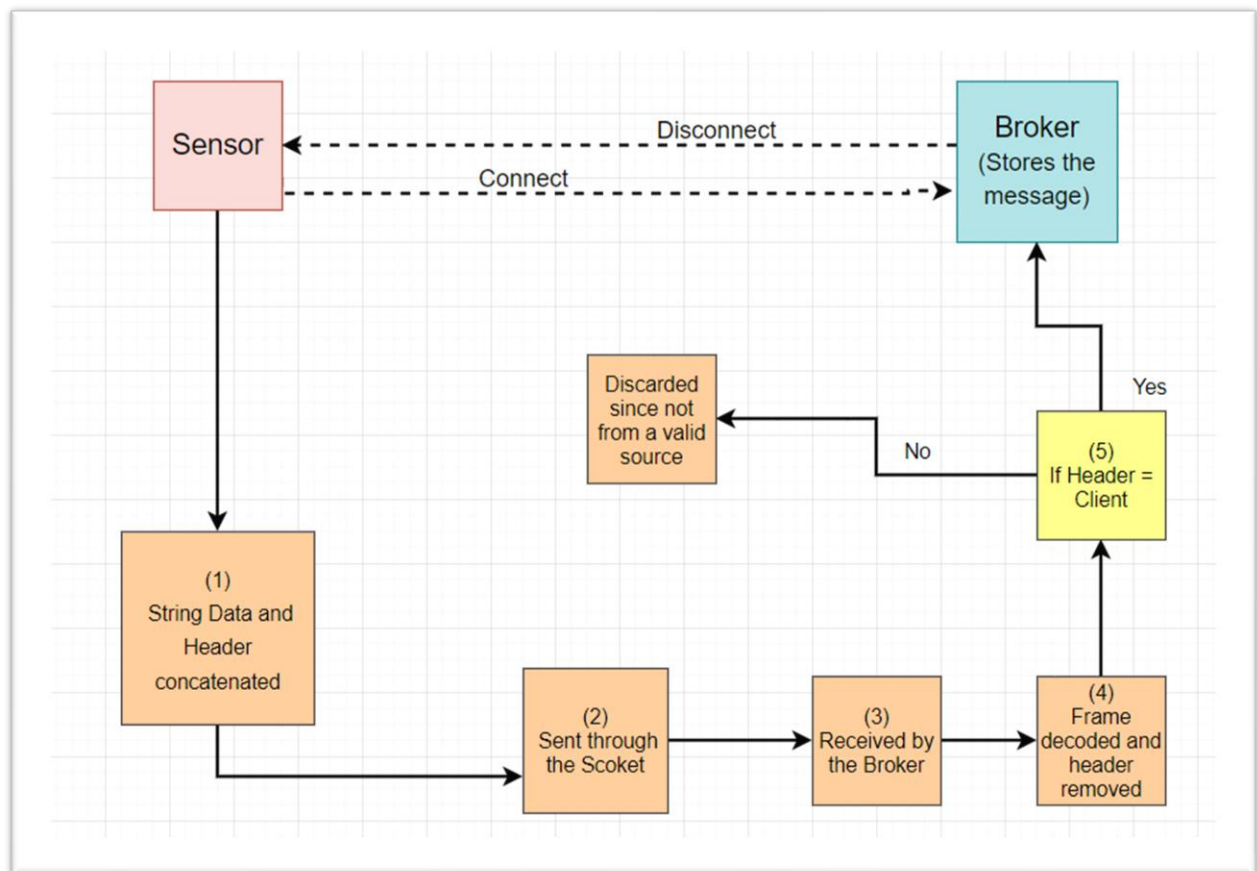 Sensor
Disconnect
Connect
Broker
(Stores the
message)
Discarded
since not
from a valid
source
No
Yes
(5)
If Header =
Client
(1)
String Data and
Header
concatenated
(2)
Sent through
the Scoket
(3)
Received by
the Broker
(4)
Frame
decoded and
header
removed